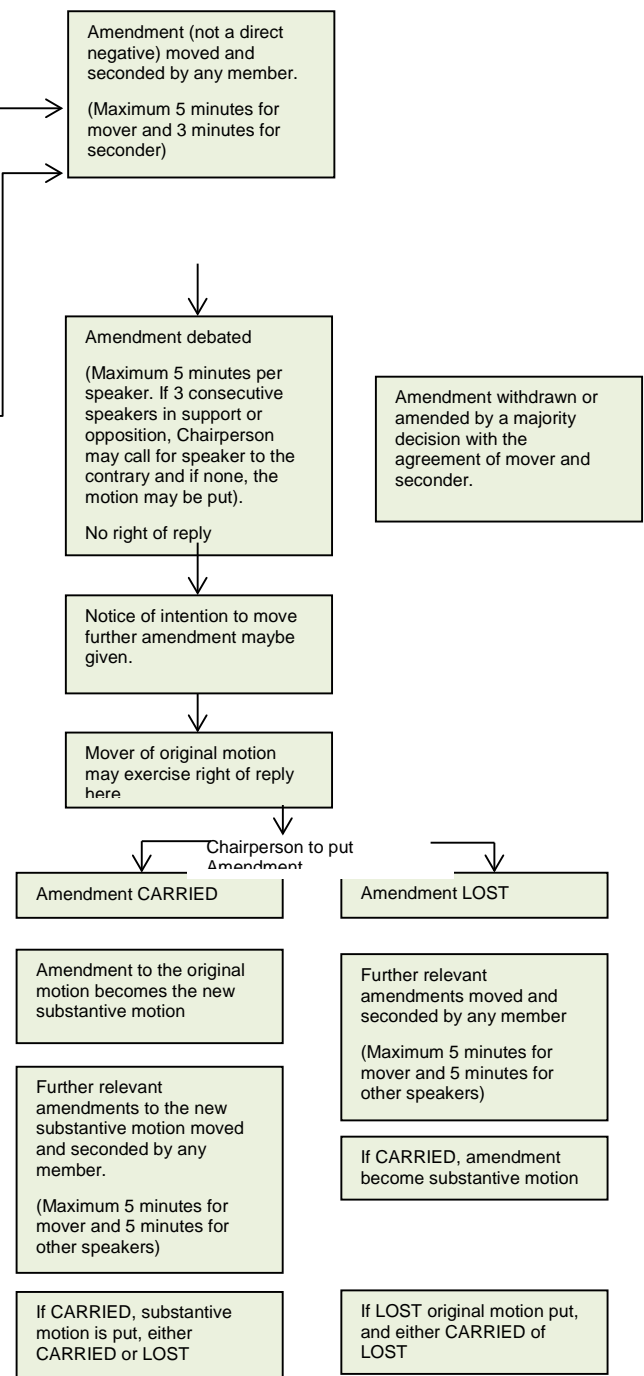 Amendment (not a direct
negative) moved and
seconded by any member.
(Maximum 5 minutes for
mover and 3 minutes for
seconder)
Amendment debated
(Maximum 5 minutes per
speaker. If 3 consecutive
speakers in support or
opposition, Chairperson
may call for speaker to the
contrary and if none, the
motion may be put).
No right of reply
Amendment withdrawn or
amended by a majority
decision with the
agreement of mover and
seconder.
Notice of intention to move
further amendment maybe
given.
Mover of original motion
may exercise right of reply
here
Chairperson to put
Amendment
Amendment CARRIED
Amendment to the original
motion becomes the new
substantive motion
Further relevant
amendments to the new
substantive motion moved
and seconded by any
member.
(Maximum 5 minutes for
mover and 5 minutes for
other speakers)
If CARRIED, substantive
motion is put, either
CARRIED or LOST
Amendment LOST
Further relevant
amendments moved and
seconded by any member
(Maximum 5 minutes for
mover and 5 minutes for
other speakers)
If CARRIED, amendment
become substantive motion
If LOST original motion put,
and either CARRIED of
LOST